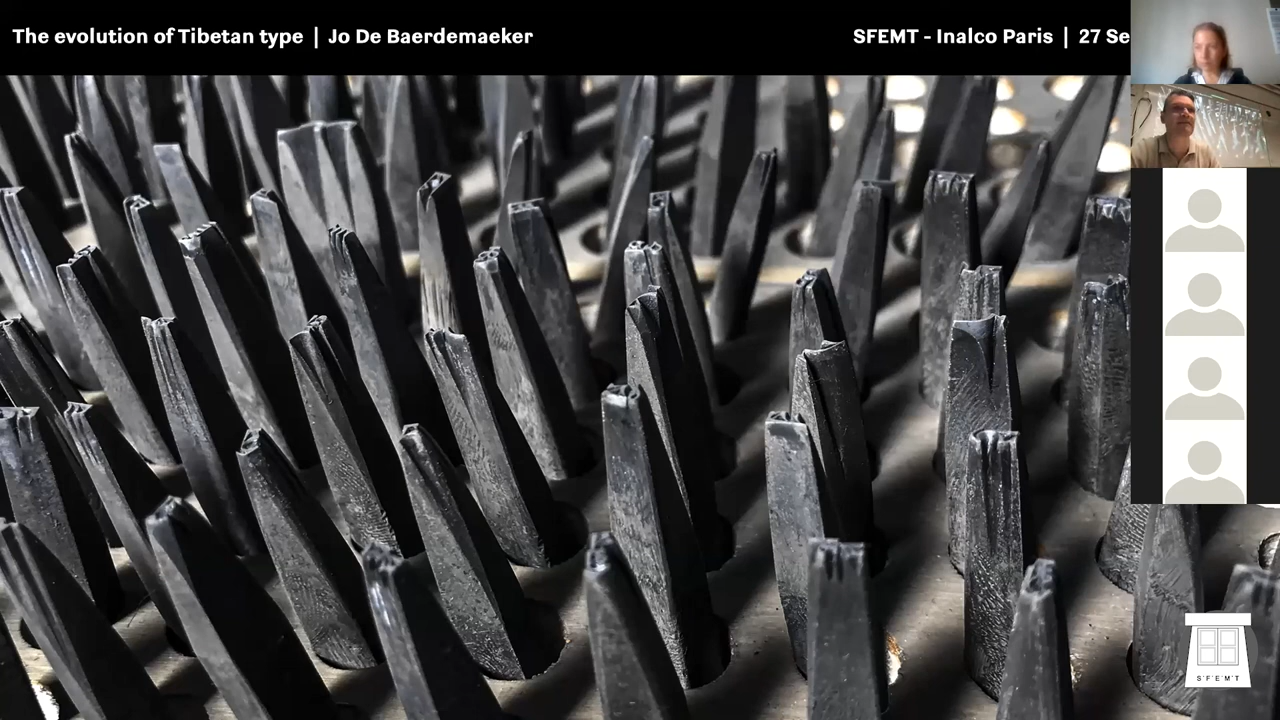 The evolution of Tibetan type | Jo De Baerdemaeker
SFEMT - Inalco Paris | 27 Se
S·F·E·M·T